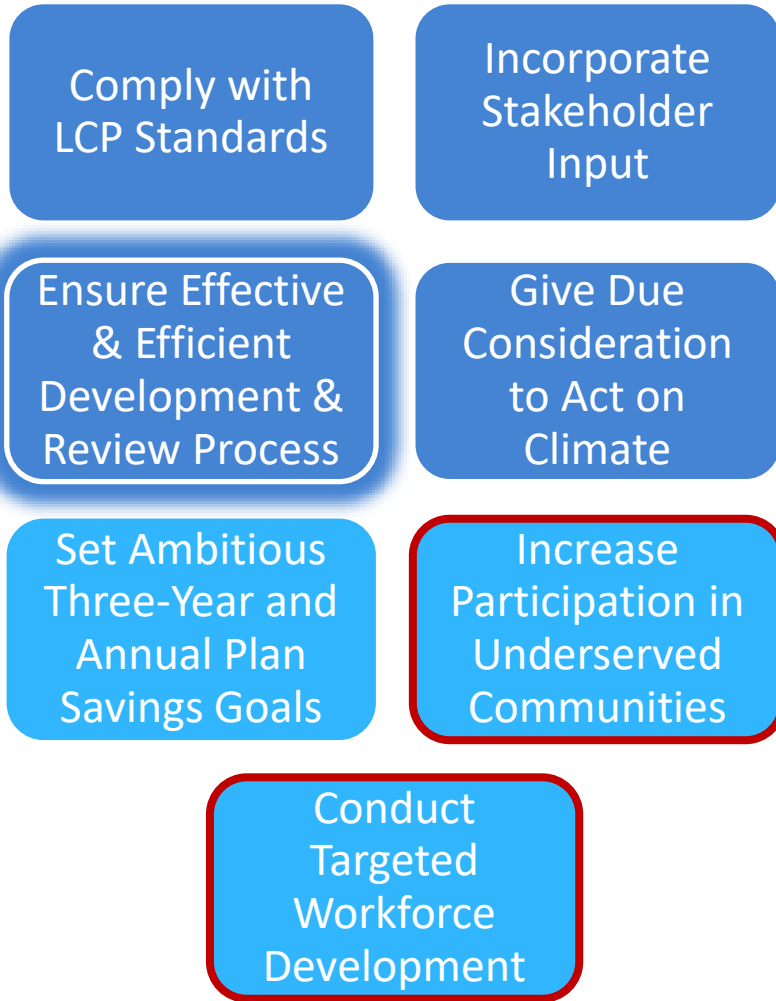 Comply with
LCP Standards
Incorporate
Stakeholder
Input
Ensure Effective
& Efficient
Development &
Review Process
Give Due
Consideration
to Act on
Climate
Set Ambitious
Three-Year and
Annual Plan
Savings Goals
Increase
Participation in
Underserved
Communities
Conduct
Targeted
Workforce
Development